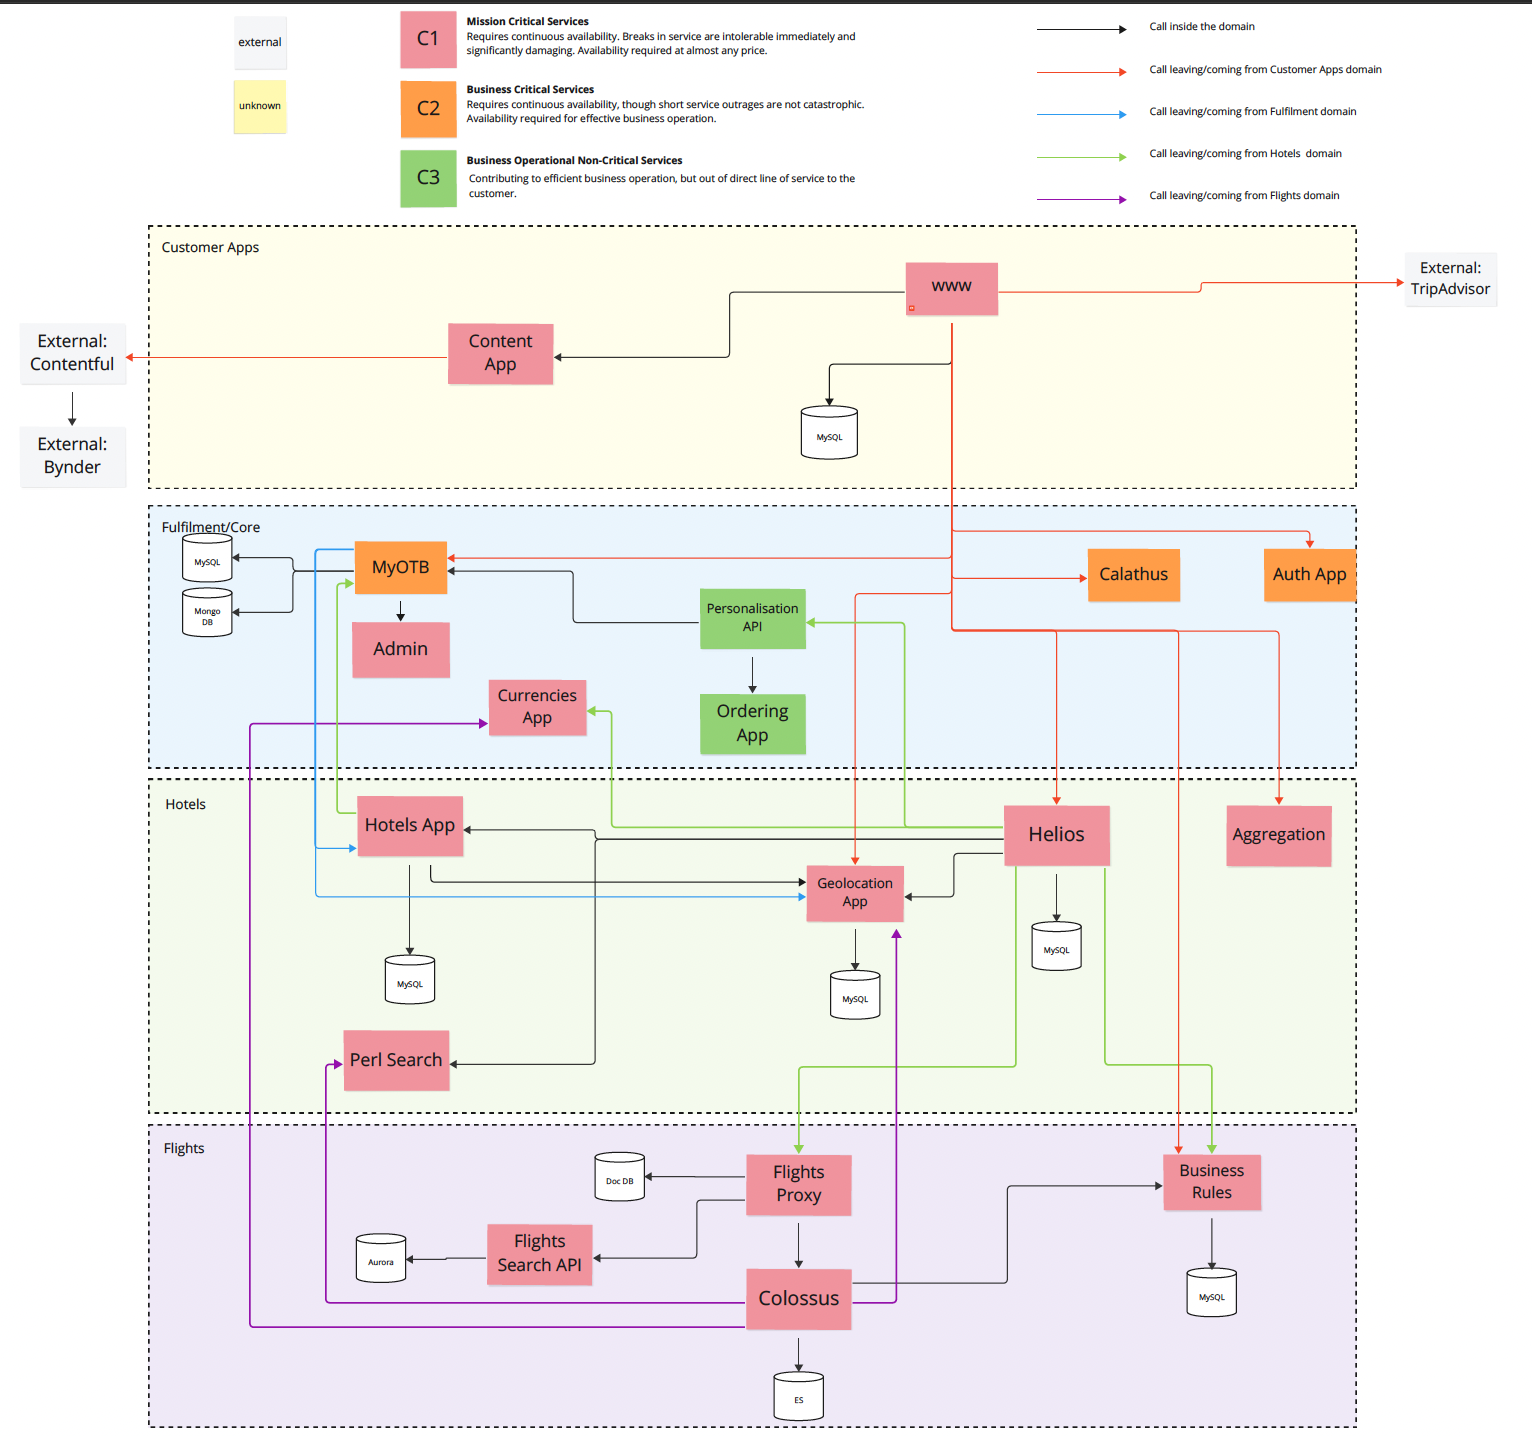 external
unknown
C1
Mission Critical Services
Requires continuous availability. Breaks in service are intolerable immediately and
significantly damaging. Availability required at almost any price.
C2
Business Critical Services
Requires continuous availability, though short service outrages are not catastrophic.
Availability required for effective business operation.
C3
Business Operational Non-Critical Services
Contributing to efficient business operation, but out of direct line of service to the
customer.
Call inside the domain
Call leaving/coming from Customer Apps domain
Call leaving/coming from Fulfilment domain
Call leaving/coming from Hotels domain
Call leaving/coming from Flights domain
Customer Apps
www
External:
TripAdvisor
External:
Contentful
Content
App
MySQL
External:
Bynder
Fulfilment/Core
MySQL
MyOTB
Calathus
Auth App
Mongo
DB
Personalisation
API
Admin
Currencies
App
Ordering
App
Hotels
Hotels App
Helios
Aggregation
Geolocation
App
MySQL
MySQL
MySQL
Perl Search
Flights
Doc DB
Flights
Proxy
Business
Rules
Aurora
Flights
Search API
Colossus
MySQL
ES